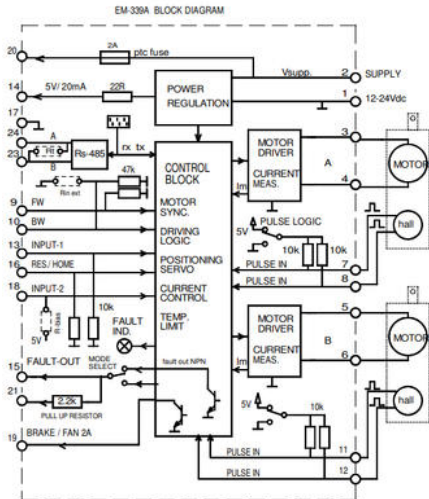 EM-339A BLOCK DIAGRAM
20
2A
ptc fuse
14
5V/ 20mA
22R
POWER
REGULATION
Vsupp.
2
SUPPLY
1
12-24Vdc
17
24
A
Rt
Rs-485
rx tx
23
B
47k
Rin ext
9
FW
10
BW
13
INPUT-1
16
RES/ HOME
18
INPUT-2
R-bias
5V
10k
CONTROL
BLOCK
MOTOR
SYNC.
DRIVING
LOGIC
POSITIONING
SERVO
CURRENT
CONTROL
TEMP.
LIMIT
FAULT
IND.
MOTOR
DRIVER
CURRENT
MEAS.
A
Im
3
4
MOTOR
PULSE LOGIC
5V
10k
10k
hall
PULSE IN
7
PULSE IN
8
MOTOR
DRIVER
CURRENT
MEAS.
B
Im
5
6
MOTOR
15
FAULT-OUT
MODE
SELECT
fault out NPN
21
2.2k
PULL UP RESISTOR
19
BRAKE / FAN 2A
5V
10k
hall
PULSE IN
11
PULSE IN
12